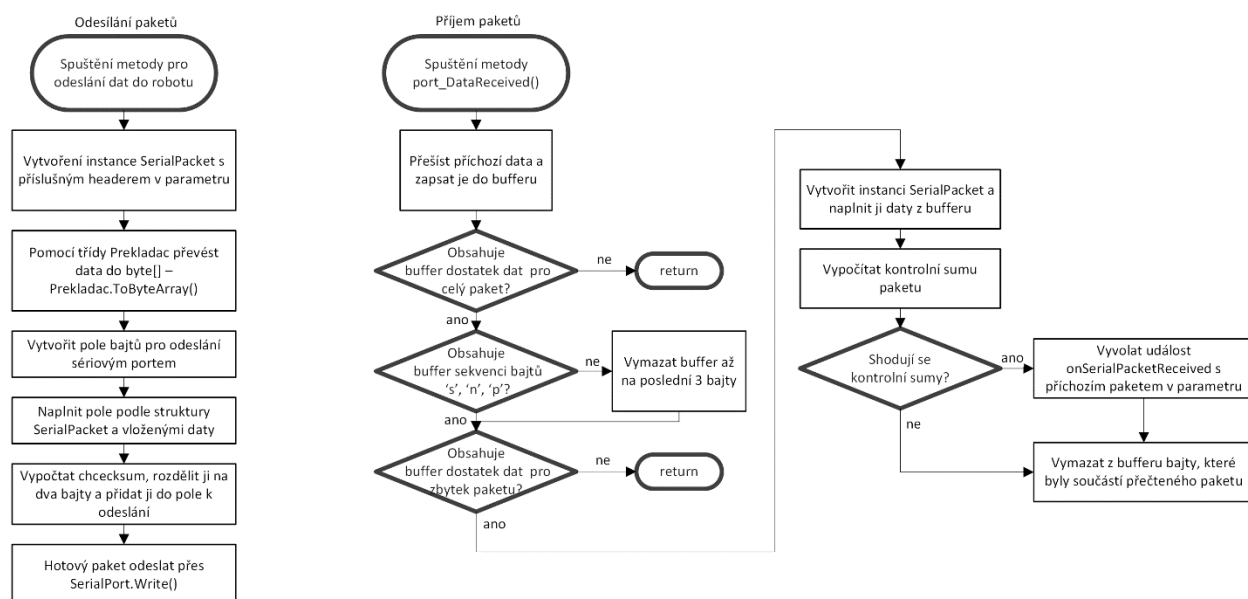 Odesílání paketů
Spuštění metody pro
odeslání dat do robotu
Vytvoření instance SerialPacket s
příslušným headerem v parametru
Pomocí třídy Prekladac převést
data do byte[] –
Prekladac.ToByteArray()
Vytvořit pole bajtů pro odeslání
sériovým portem
Naplnit pole podle struktury
SerialPacket a vloženými daty
Vypočtat chcecksum, rozdělit ji na
dva bajty a přidat ji do pole k
odeslání
Hotový paket odeslat přes
SerialPort.Write()
Příjem paketů
Spuštění metody
port_DataReceived()
Přešíst příchozí data a
zapsat je do bufferu
Obsahuje
buffer dostatek dat pro
celý paket?
ne
return
ano
Obsahuje
buffer sekvenci bajtů
‘s’, ‘n’, ‘p’?
ne
Vymazat buffer až
na poslední 3 bajty
ano
Obsahuje
buffer dostatek dat pro
zbytek paketu?
ne
return
ano
Vytvořit instanci SerialPacket a
naplnit ji daty z bufferu
Vypočítat kontrolní sumu
paketu
Shodují se
kontrolní sumy?
ano
Vyvolat událost
onSerialPacketReceived s
příchozím paketem v parametru
ne
Vymazat z bufferu bajty, které
byly součástí přečteného paketu